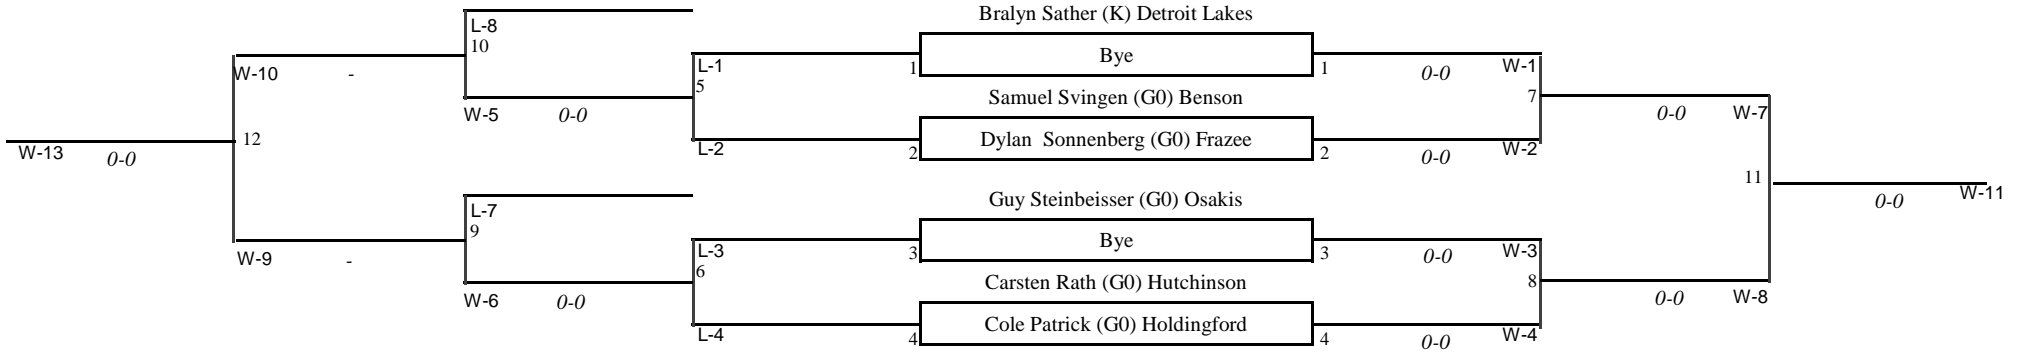 Bralyn Sather (K) Detroit Lakes
L-8
10
Bye
W-10 -
L-1
1 1 0-0 W-1
5
7
Samuel Svingen (G0) Benson
W-5 0-0
0-0 W-7
12
Dylan  Sonnenberg (G0) Frazee
W-13 0-0
L-2
2 2 0-0 W-2
11
W-11
0-0
Guy Steinbeisser (G0) Osakis
L-7
9
Bye
W-9 -
L-3
3 3 0-0 W-3
6
8
Carsten Rath (G0) Hutchinson
W-6 0-0
0-0 W-8
Cole Patrick (G0) Holdingford
L-4
4 4 0-0 W-4